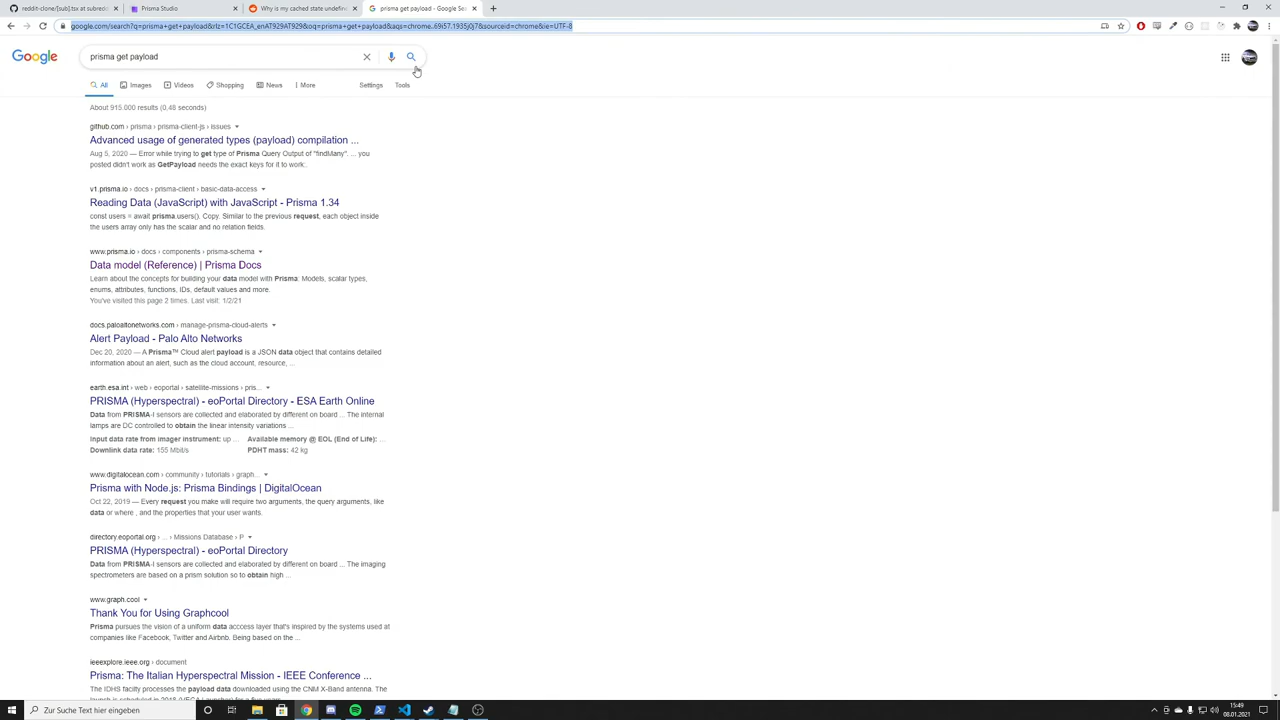 reddit-clone/[sub].tsx at subreddi
Prisma Studio
Why is my cached state undefine
prisma get payload - Google Sea
google.com/search?q=prisma+get+payload&rlz=1C1GCEA_enAT929AT929&oq=prisma+get+payload&aqs=chrome..69i57.1935j0j7&sourceid=chrome&ie=UTF-8
Google
prisma get payload
All Images Videos Shopping News More Settings Tools
About 915.000 results (0,48 seconds)
github.com › prisma › prisma-client-js › issues
Advanced usage of generated types (payload) compilation ...
Aug 5, 2020 — Error while trying to get type of Prisma Query Output of "findMany". ... you
posted didn't work as GetPayload needs the exact keys for it to work:
v1.prisma.io › docs › prisma-client › basic-data-access
Reading Data (JavaScript) with JavaScript - Prisma 1.34
const users = await prisma.users(). Copy. Similar to the previous request, each object inside
the users array only has the scalar and no relation fields.
www.prisma.io › docs › components › prisma-schema
Data model (Reference) | Prisma Docs
Learn about the concepts for building your data model with Prisma: Models, scalar types,
enums, attributes, functions, IDs, default values and more.
You've visited this page 2 times. Last visit: 1/2/21
docs.paloaltonetworks.com › manage-prisma-cloud-alerts
Alert Payload - Palo Alto Networks
Dec 20, 2020 — A Prisma™ Cloud alert payload is a JSON data object that contains detailed
information about an alert, such as the cloud account, resource, ...
earth.esa.int › web › eoportal › satellite-missions › pris...
PRISMA (Hyperspectral) - eoPortal Directory - ESA Earth Online
Data from PRISMA-I sensors are collected and elaborated by different on board ... The internal
lamps are DC controlled to obtain the linear intensity variations ...
Input data rate from imager instrument: up ... Available memory @ EOL (End of Life): ...
Downlink data rate: 155 Mbit/s PDHT mass: 42 kg
www.digitalocean.com › community › tutorials › graph...
Prisma with Node.js: Prisma Bindings | DigitalOcean
Oct 22, 2019 — Every request you make will require two arguments, the query arguments, like
data or where , and the properties that your user wants.
directory.eoportal.org › ... › Missions Database › P
PRISMA (Hyperspectral) - eoPortal Directory
Data from PRISMA-I sensors are collected and elaborated by different on board ... The imaging
spectrometers are based on a prism solution so to obtain high ...
www.graph.cool
Thank You for Using Graphcool
Prisma pursues the vision of a uniform data acccess layer that's inspired by the systems used at
companies like Facebook, Twitter and Airbnb. Being based on the ...
ieeexplore.ieee.org › document
Prisma: The Italian Hyperspectral Mission - IEEE Conference ...
The IDHS facility processes the payload data downloaded using the CNM X-Band antenna. The
Zur Suche Text hier eingeben
15:49
08.01.2021